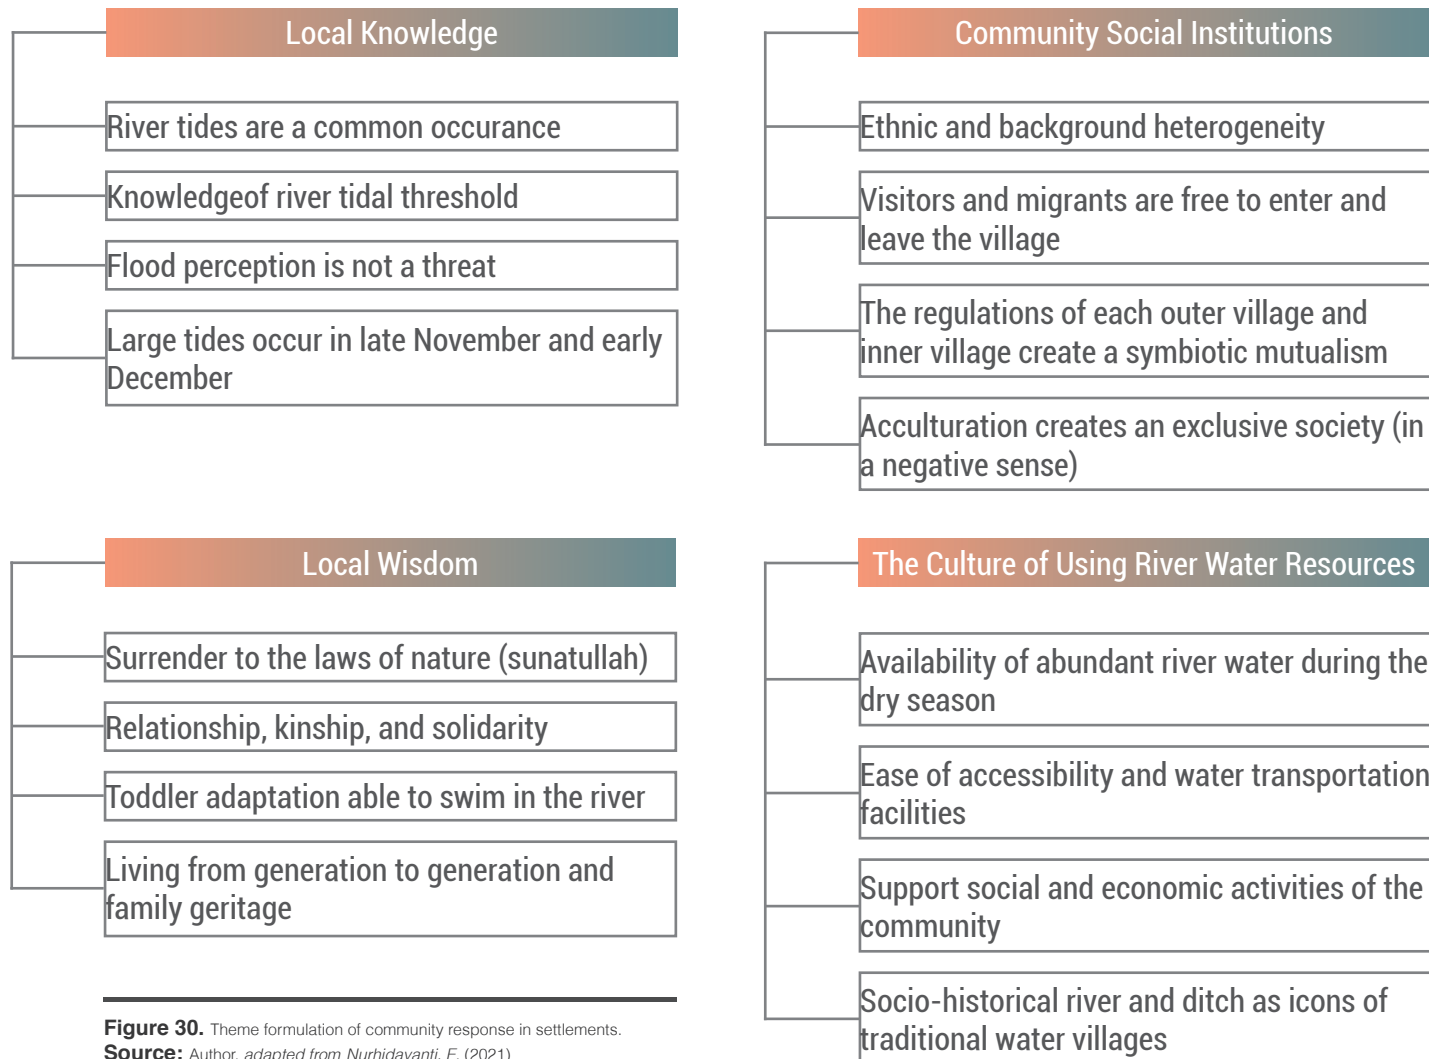 Local Knowledge
River tides are a common occurance
Knowledgeof river tidal threshold
Flood perception is not a threat
Large tides occur in late November and early
December
Community Social Institutions
Ethnic and background heterogeneity
Visitors and migrants are free to enter and
leave the village
The regulations of each outer village and
inner village create a symbiotic mutualism
Acculturation creates an exclusive society (in
a negative sense)
Local Wisdom
Surrender to the laws of nature (sunatullah)
Relationship, kinship, and solidarity
Toddler adaptation able to swim in the river
Living from generation to generation and
family geritage
The Culture of Using River Water Resources
Availability of abundant river water during the
dry season
Ease of accessibility and water transportation
facilities
Support social and economic activities of the
community
Socio-historical river and ditch as icons of
traditional water villages
Figure 30. Theme formulation of community response in settlements.
Source: Author, adapted from Nurhidayanti, F. (2021)